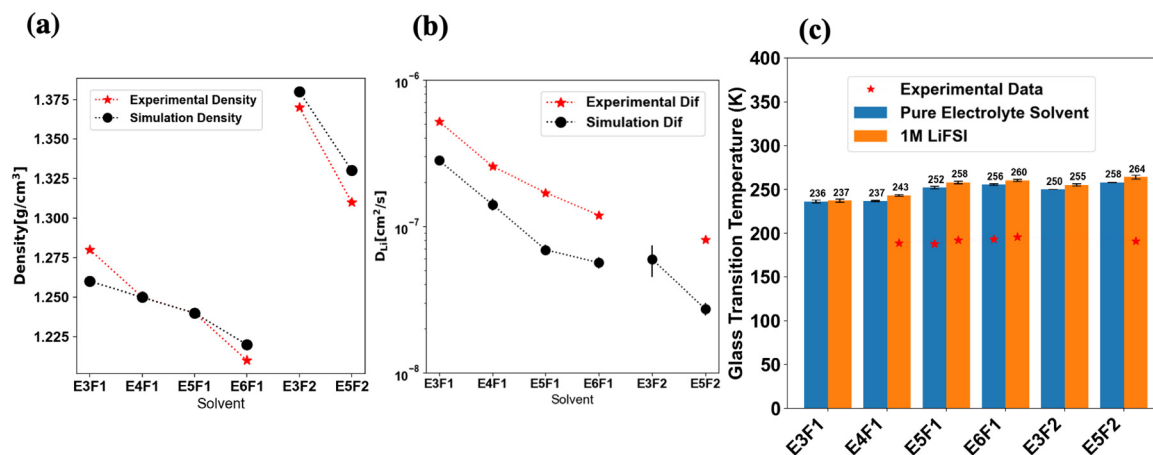 (a)
1.375
1.350
1.325
1.300
1.275
1.250
1.225
Density[g/cm³]
Experimental Density
Simulation Density
E3F1 E4F1 E5F1 E6F1 E3F2 E5F2
Solvent
(b)
10⁻⁶
10⁻⁷
10⁻⁸
D_Li[cm²/s]
Experimental Dif
Simulation Dif
E3F1 E4F1 E5F1 E6F1 E3F2 E5F2
Solvent
(c)
400
350
300
250
200
150
100
50
0
Glass Transition Temperature (K)
Experimental Data
Pure Electrolyte Solvent
1M LiFSI
236 237 237 243 252 258 256 260 250 255 258 264
E3F1 E4F1 E5F1 E6F1 E3F2 E5F2